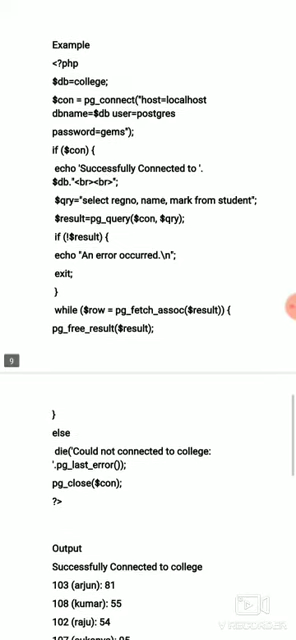 Example
<?php
$db=college;
$con = pg_connect("host=localhost
dbname=$db user=postgres
password=gems");
if ($con) {
echo 'Successfully Connected to '.
$db."<br><br>";
$qry="select regno, name, mark from student";
$result=pg_query($con, $qry);
if (!$result) {
echo "An error occurred.\n";
exit;
}
while ($row = pg_fetch_assoc($result)) {
pg_free_result($result);
9
}
else
die('Could not connected to college:
'.pg_last_error());
pg_close($con);
?>
Output
Successfully Connected to college
103 (arjun): 81
108 (kumar): 55
102 (raju): 54